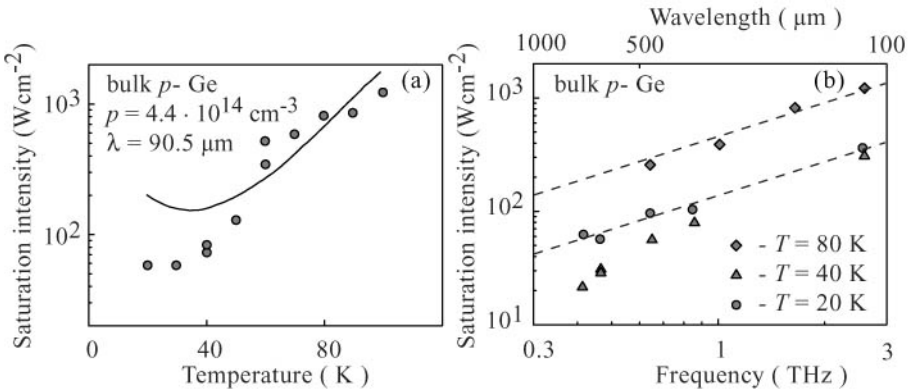 Saturation intensity (Wcm-2)
10^3
10^2
bulk p- Ge
p = 4.4 · 10^14 cm-3
λ = 90.5 μm
(a)
0
40
80
Temperature ( K )
Wavelength ( μm )
1000
500
100
Saturation intensity (Wcm-2)
10^3
10^2
10^1
bulk p- Ge
(b)
- T = 80 K
- T = 40 K
- T = 20 K
0.3
1
3
Frequency ( THz )